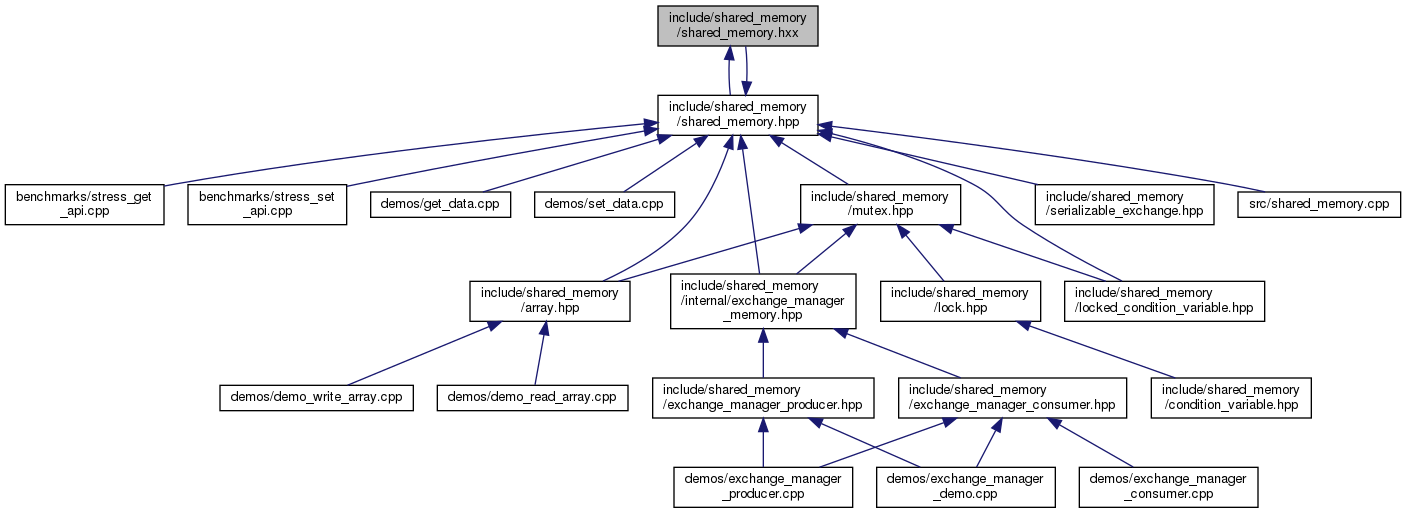 include/shared_memory
/shared_memory.hxx
include/shared_memory
/shared_memory.hpp
benchmarks/stress_get
_api.cpp
benchmarks/stress_set
_api.cpp
demos/get_data.cpp
demos/set_data.cpp
include/shared_memory
/mutex.hpp
include/shared_memory
/serializable_exchange.hpp
src/shared_memory.cpp
include/shared_memory
/array.hpp
include/shared_memory
/internal/exchange_manager
_memory.hpp
include/shared_memory
/lock.hpp
include/shared_memory
/locked_condition_variable.hpp
demos/demo_write_array.cpp
demos/demo_read_array.cpp
include/shared_memory
/exchange_manager_producer.hpp
include/shared_memory
/exchange_manager_consumer.hpp
include/shared_memory
/condition_variable.hpp
demos/exchange_manager
_producer.cpp
demos/exchange_manager
_demo.cpp
demos/exchange_manager
_consumer.cpp